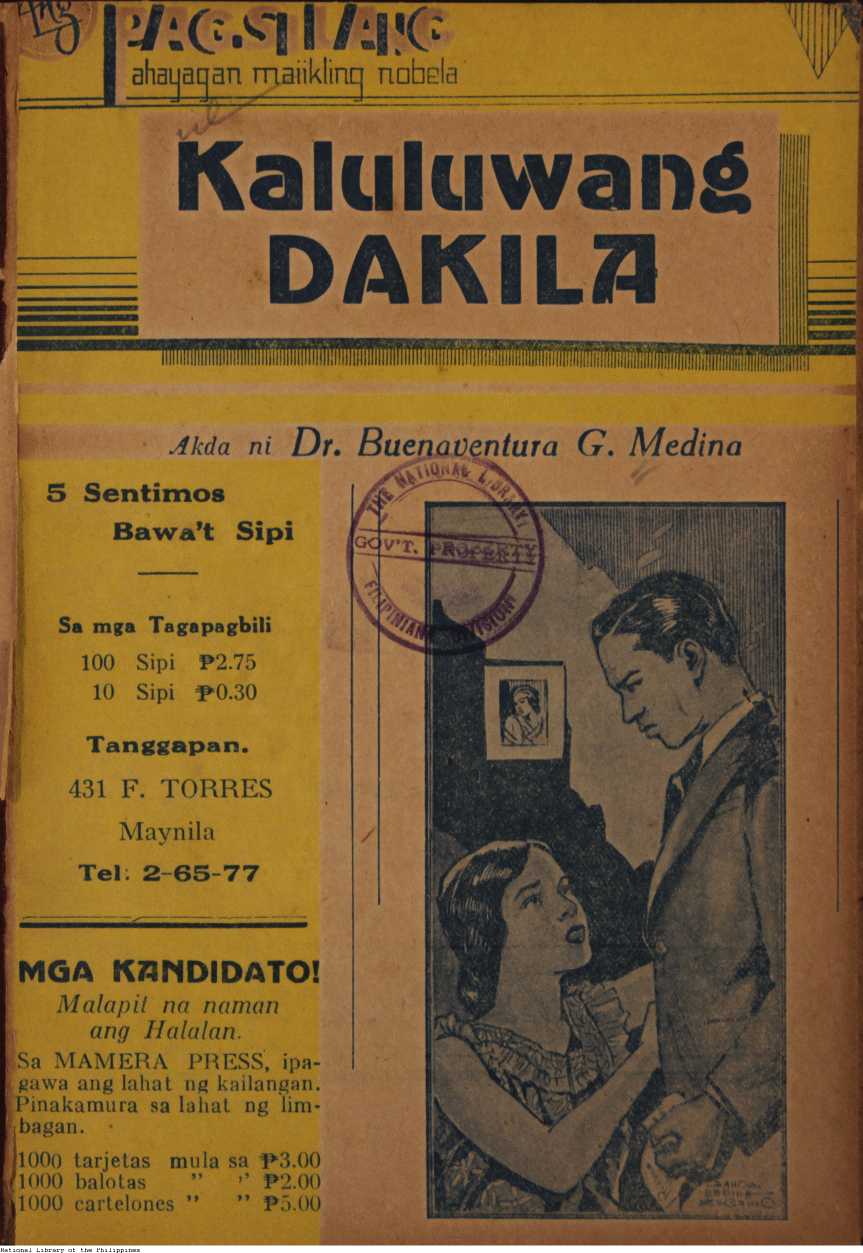 Ang
PAG.SILANG
ahayagan maiikling nobela
Kaluluwang
DAKILA
Akda ni Dr. Buenaventura G. Medina
5 Sentimos
Bawa't Sipi
Sa mga Tagapagbili
100 Sipi ₱2.75
10 Sipi ₱0.30
Tanggapan.
431 F. TORRES
Maynila
Tel: 2-65-77
MGA KANDIDATO!
Malapit na naman
ang Halalan.
Sa MAMERA PRESS, ipa-
gawa ang lahat ng kailangan.
Pinakamura sa lahat ng lim-
bagan.
1000 tarjetas mula sa ₱3.00
1000 balotas " " ₱2.00
1000 cartelones " " ₱5.00
THE NATIONAL LIBRARY
GOV'T. PROPERTY
FILIPINIANA DIVISION
National Library of the Philippines